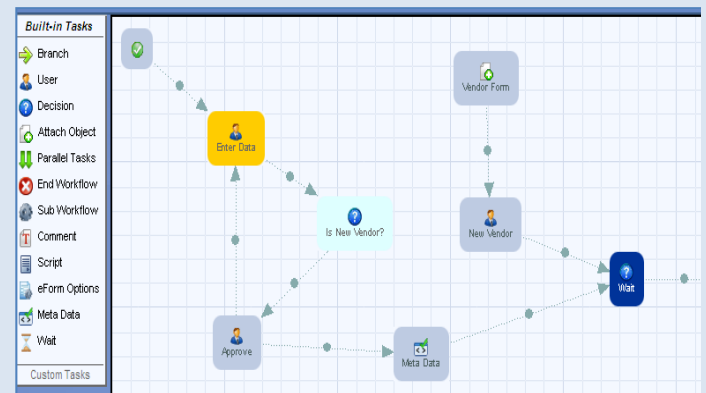 Built-in Tasks
Branch
User
Decision
Attach Object
Parallel Tasks
End Workflow
Sub Workflow
Comment
Script
eForm Options
Meta Data
Wait
Custom Tasks
Vendor Form
Enter Data
Is New Vendor?
New Vendor
Wait
Approve
Meta Data